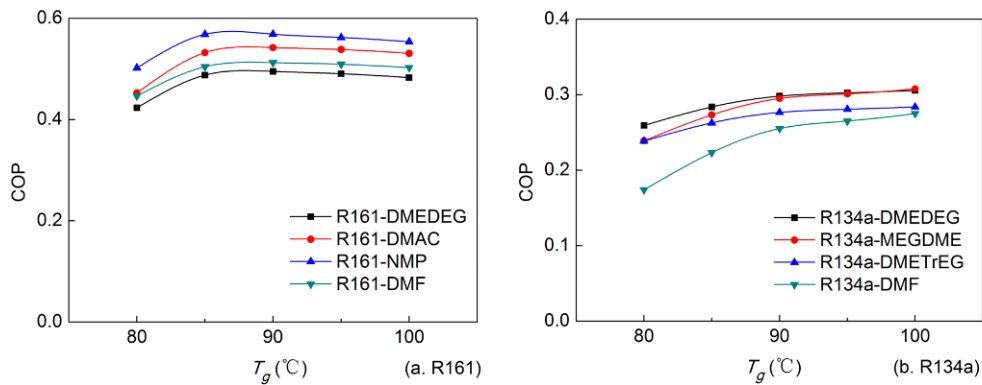 0.6
0.4
0.2
0.0
COP
R161-DMEDEG
R161-DMAC
R161-NMP
R161-DMF
80
90
100
Tg (℃)
(a. R161)
0.4
0.3
0.2
0.1
0.0
COP
R134a-DMEDEG
R134a-MEGDME
R134a-DMETrEG
R134a-DMF
80
90
100
Tg (℃)
(b. R134a)